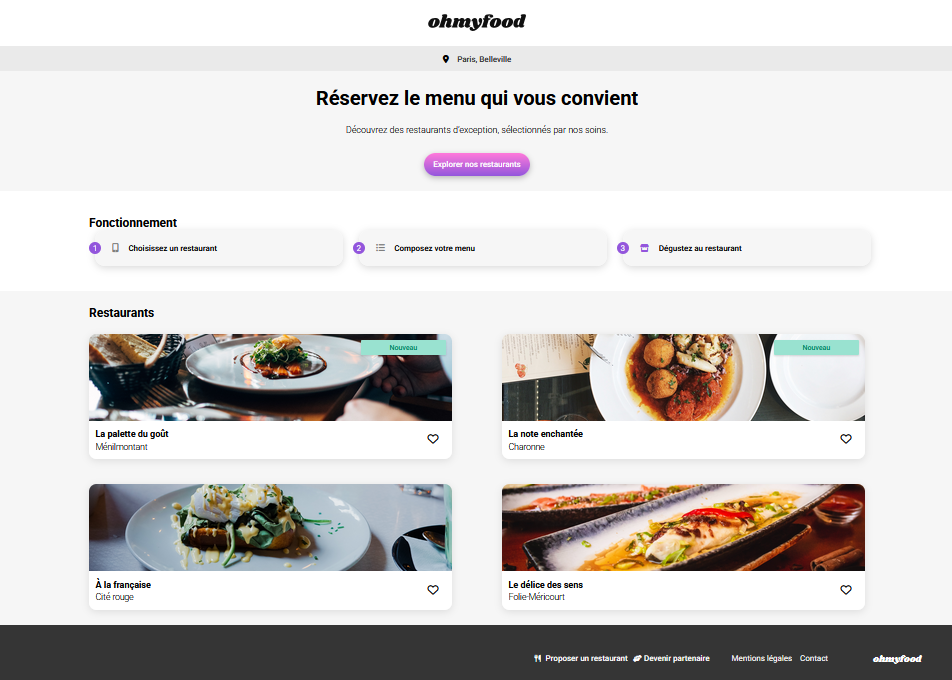 ohmyfood
Paris, Belleville
Réservez le menu qui vous convient
Découvrez des restaurants d'exception, sélectionnés par nos soins.
Explorer nos restaurants
Fonctionnement
1 Choisissez un restaurant
2 Composez votre menu
3 Dégustez au restaurant
Restaurants
Nouveau
La palette du goût
Ménilmontant
Nouveau
La note enchantée
Charonne
À la française
Cité rouge
Le délice des sens
Folie-Méricourt
Proposer un restaurant Devenir partenaire Mentions légales Contact ohmyfood